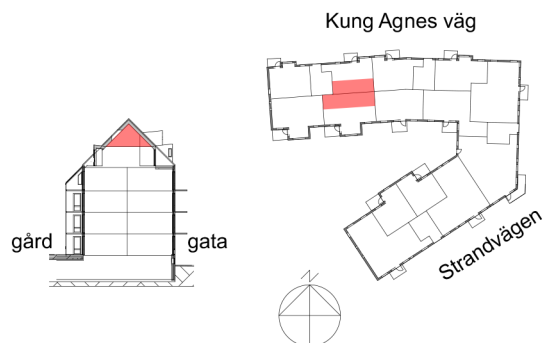 Kung Agnes väg
gård
gata
Strandvägen
N